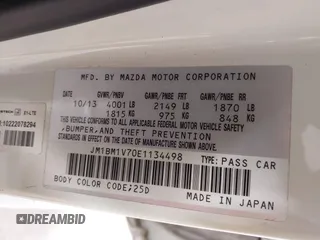 MFD. BY MAZDA MOTOR CORPORATION
DATE GVWR/PNBV GAWR/PNBE FRT GAWR/PNBE RR
10/13 4001 LB 2149 LB 1870 LB
1815 KG 975 KG 848 KG
THIS VEHICLE CONFORMS TO ALL APPLICABLE
FEDERAL MOTOR VEHICLE SAFETY
BUMPER, AND THEFT PREVENTION
STANDARDS IN EFFECT ON THE DATE OF
MANUFACTURE SHOWN ABOVE.
JM1BM1V70E1134498 TYPE: PASS CAR
BODY COLOR CODE; 25D
MADE IN JAPAN
10222076294
DREAMBID